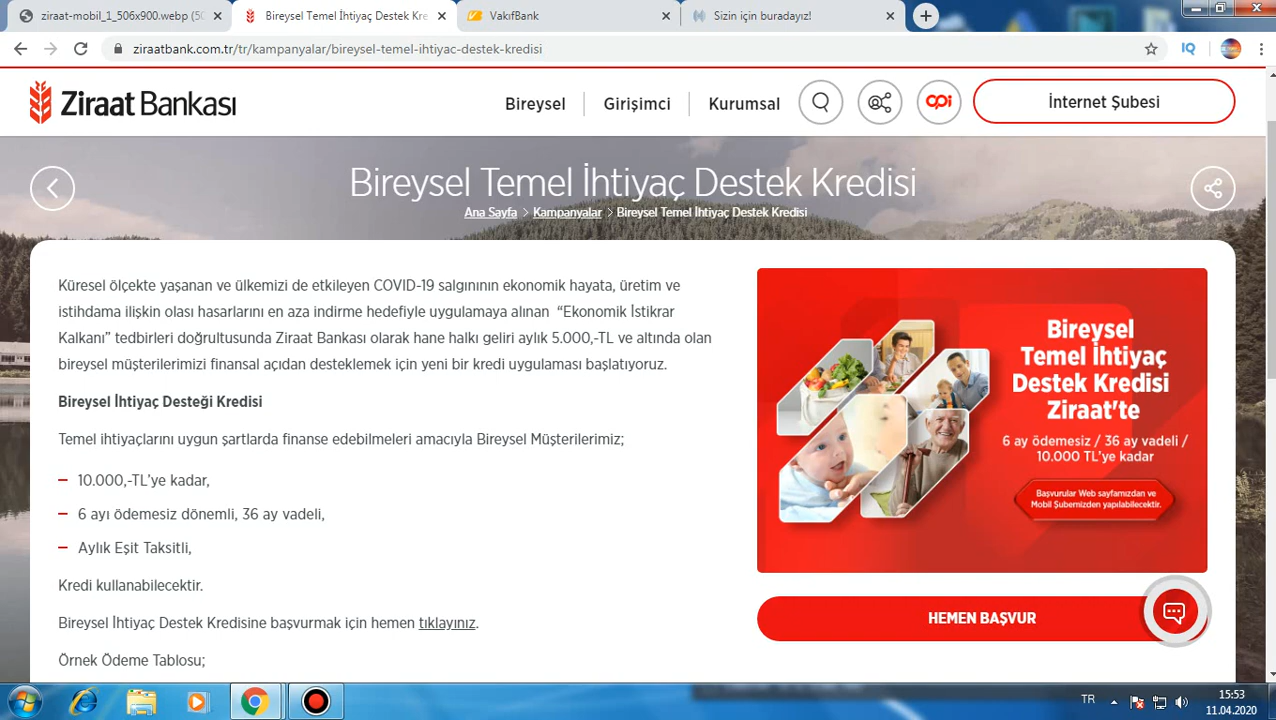 ziraat-mobil_1_506x900.webp (50
Bireysel Temel İhtiyaç Destek Kre
VakıfBank
Sizin için buradayız!
ziraatbank.com.tr/tr/kampanyalar/bireysel-temel-ihtiyac-destek-kredisi
IQ
Ziraat Bankası
Bireysel
Girişimci
Kurumsal
opi
İnternet Şubesi
Bireysel Temel İhtiyaç Destek Kredisi
Ana Sayfa > Kampanyalar > Bireysel Temel İhtiyaç Destek Kredisi
Küresel ölçekte yaşanan ve ülkemizi de etkileyen COVID-19 salgınının ekonomik hayata, üretim ve
istihdama ilişkin olası hasarlarını en aza indirme hedefiyle uygulamaya alınan “Ekonomik İstikrar
Kalkanı” tedbirleri doğrultusunda Ziraat Bankası olarak hane halkı geliri aylık 5.000,-TL ve altında olan
bireysel müşterilerimizi finansal açıdan desteklemek için yeni bir kredi uygulaması başlatıyoruz.
Bireysel İhtiyaç Desteği Kredisi
Temel ihtiyaçlarını uygun şartlarda finanse edebilmeleri amacıyla Bireysel Müşterilerimiz;
– 10.000,-TL'ye kadar,
– 6 ayı ödemesiz dönemli, 36 ay vadeli,
– Aylık Eşit Taksitli,
Kredi kullanabilecektir.
Bireysel İhtiyaç Destek Kredisine başvurmak için hemen tıklayınız.
Örnek Ödeme Tablosu;
Bireysel
Temel İhtiyaç
Destek Kredisi
Ziraat'te
6 ay ödemesiz / 36 ay vadeli /
10.000 TL'ye kadar
Başvurular Web sayfamızdan ve
Mobil Şubemizden yapılabilecektir.
HEMEN BAŞVUR
TR
15:53
11.04.2020